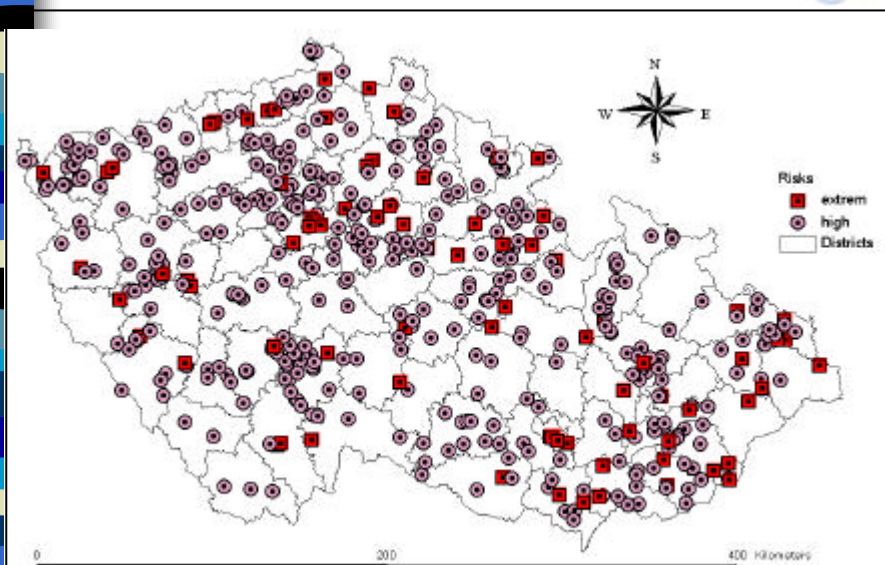 N
W E
S
Risks
extrem
high
Districts
0 200 400 Kilometers